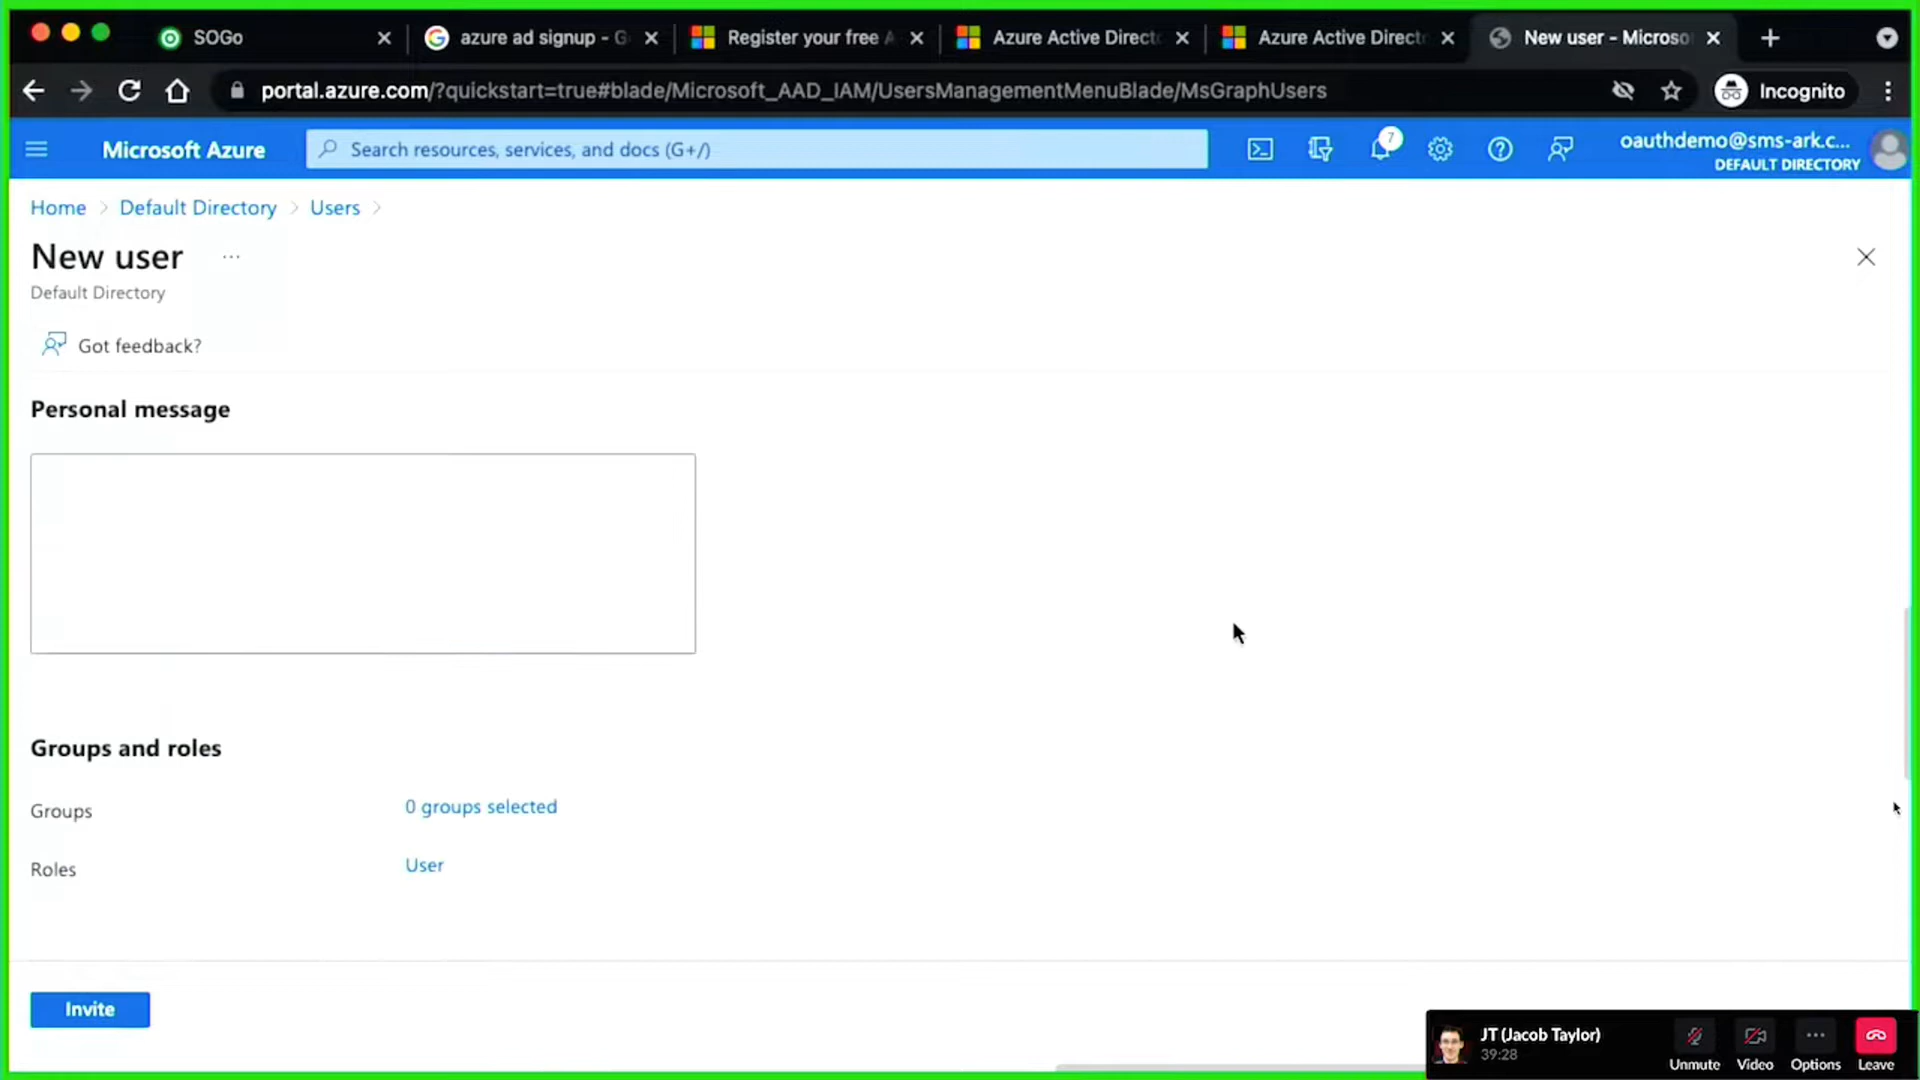 SOGo
azure ad signup - G
Register your free A
Azure Active Direct
Azure Active Direct
New user - Microso
portal.azure.com/?quickstart=true#blade/Microsoft_AAD_IAM/UsersManagementMenuBlade/MsGraphUsers
Incognito
Microsoft Azure
Search resources, services, and docs (G+/)
7
oauthdemo@sms-ark.c...
DEFAULT DIRECTORY
Home > Default Directory > Users >
New user ...
Default Directory
Got feedback?
Personal message
Groups and roles
Groups
0 groups selected
Roles
User
Invite
JT (Jacob Taylor)
39:28
Unmute
Video
Options
Leave